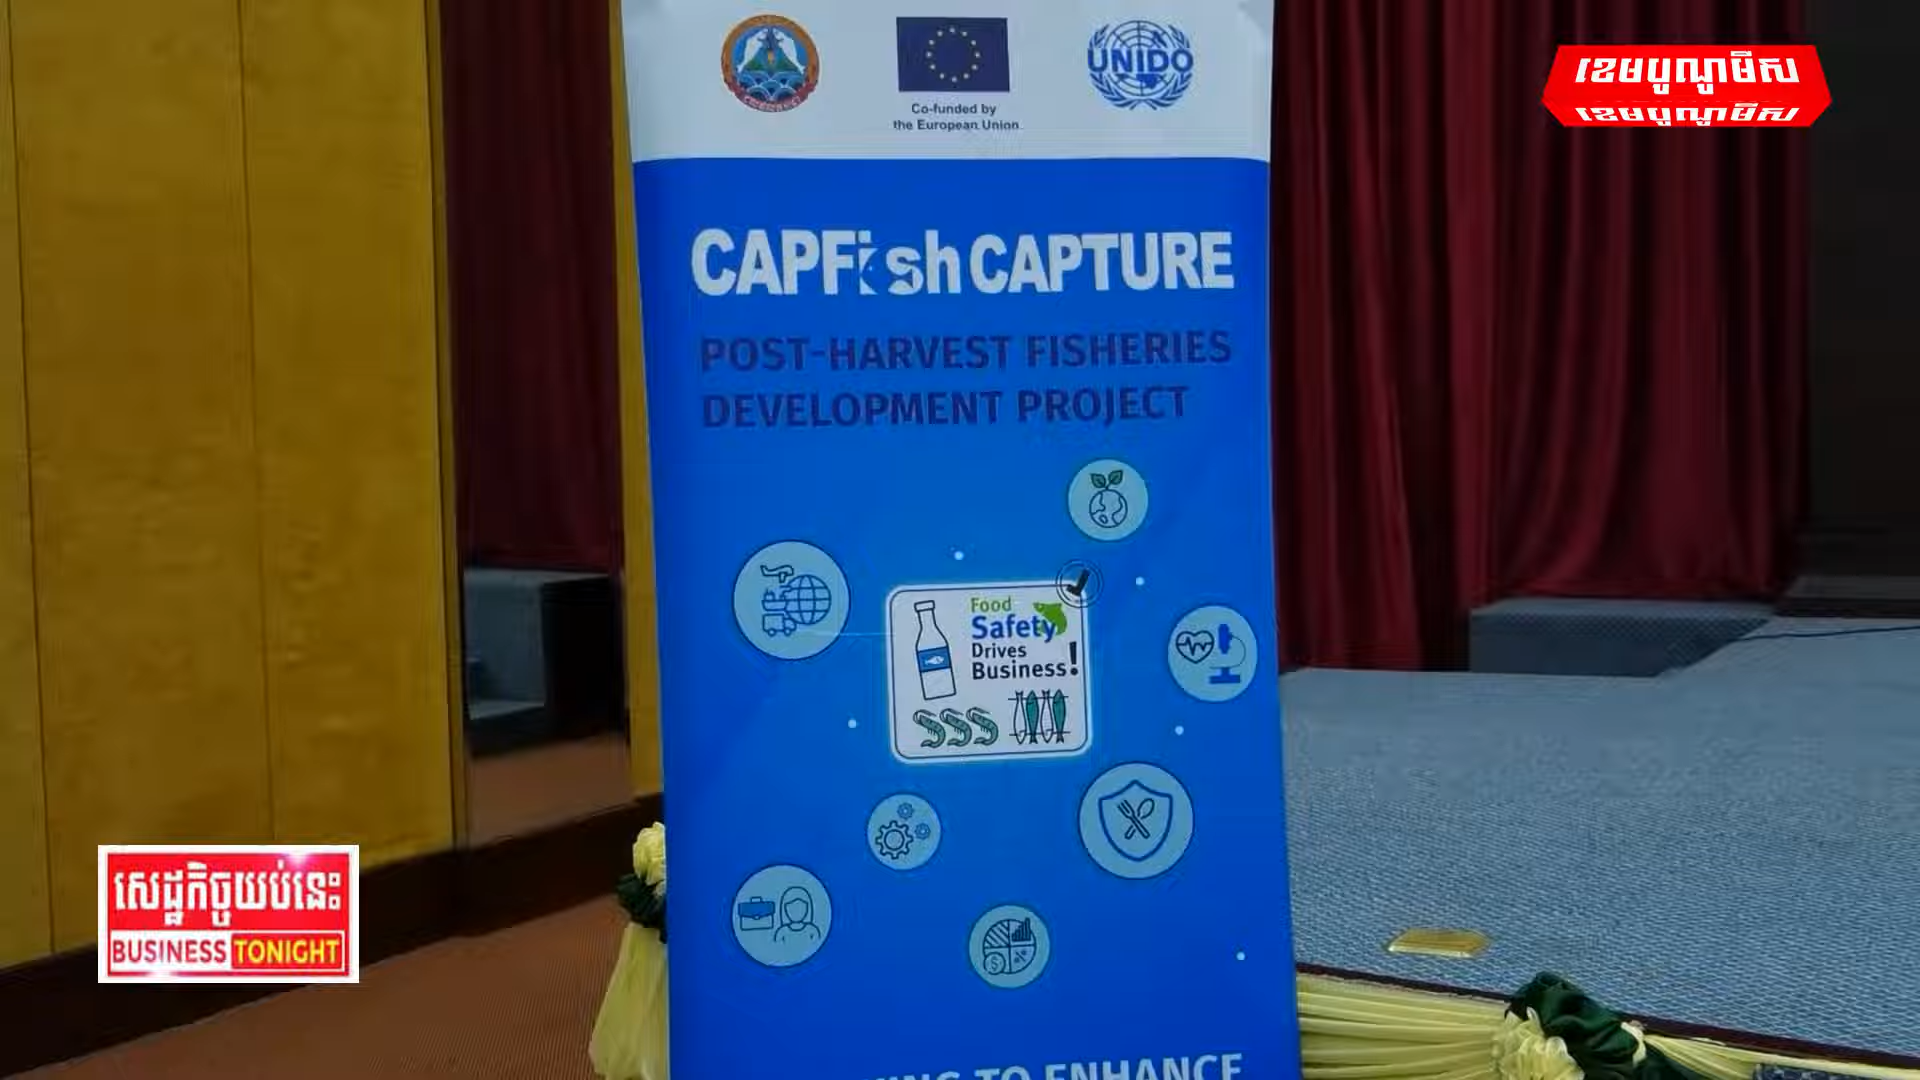 Co-funded by
the European Union
UNIDO
ខេមបូណូមីស
ខេមបូណូមីស
CAPFish CAPTURE
POST-HARVEST FISHERIES
DEVELOPMENT PROJECT
Food
Safety
Drives
Business!
សេដ្ឋកិច្ចយប់នេះ
BUSINESS TONIGHT
TO ENHANCE